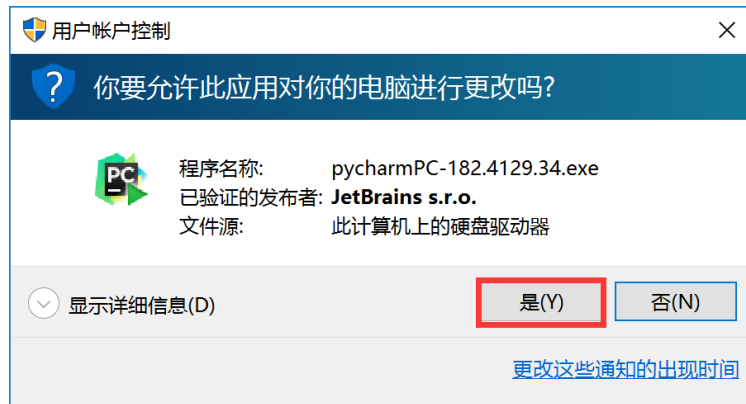 用户帐户控制
你要允许此应用对你的电脑进行更改吗?
PC
程序名称: pycharmPC-182.4129.34.exe
已验证的发布者: JetBrains s.r.o.
文件源: 此计算机上的硬盘驱动器
显示详细信息(D) 是(Y) 否(N)
更改这些通知的出现时间